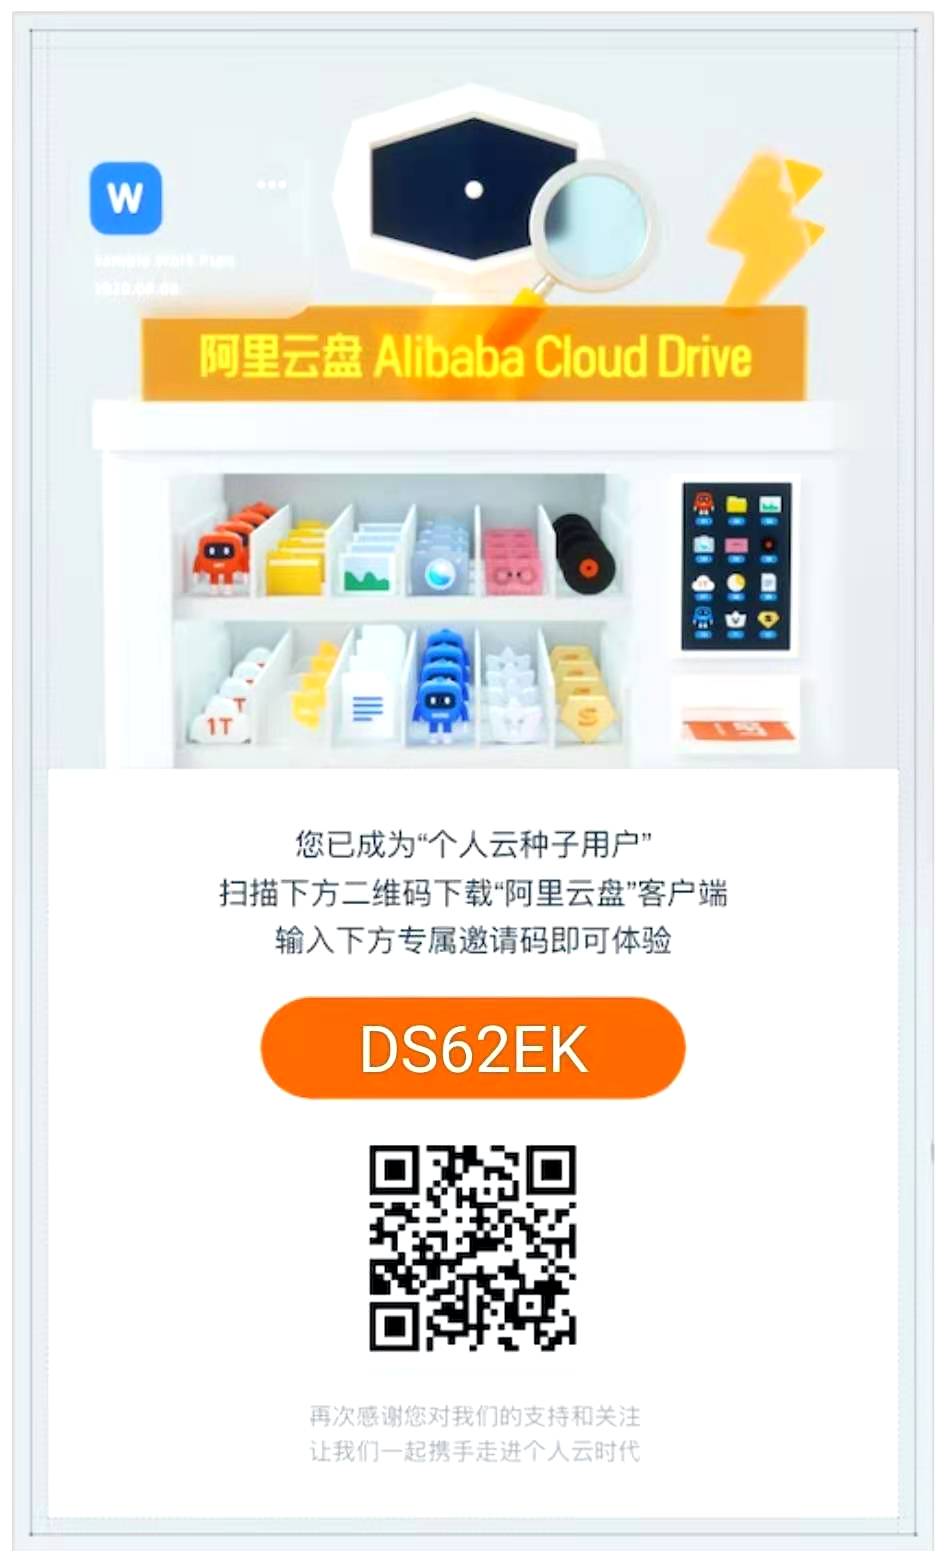 W
阿里云盘 Alibaba Cloud Drive
1T
S
您已成为“个人云种子用户”
扫描下方二维码下载“阿里云盘”客户端
输入下方专属邀请码即可体验
DS62EK
再次感谢您对我们的支持和关注
让我们一起携手走进个人云时代